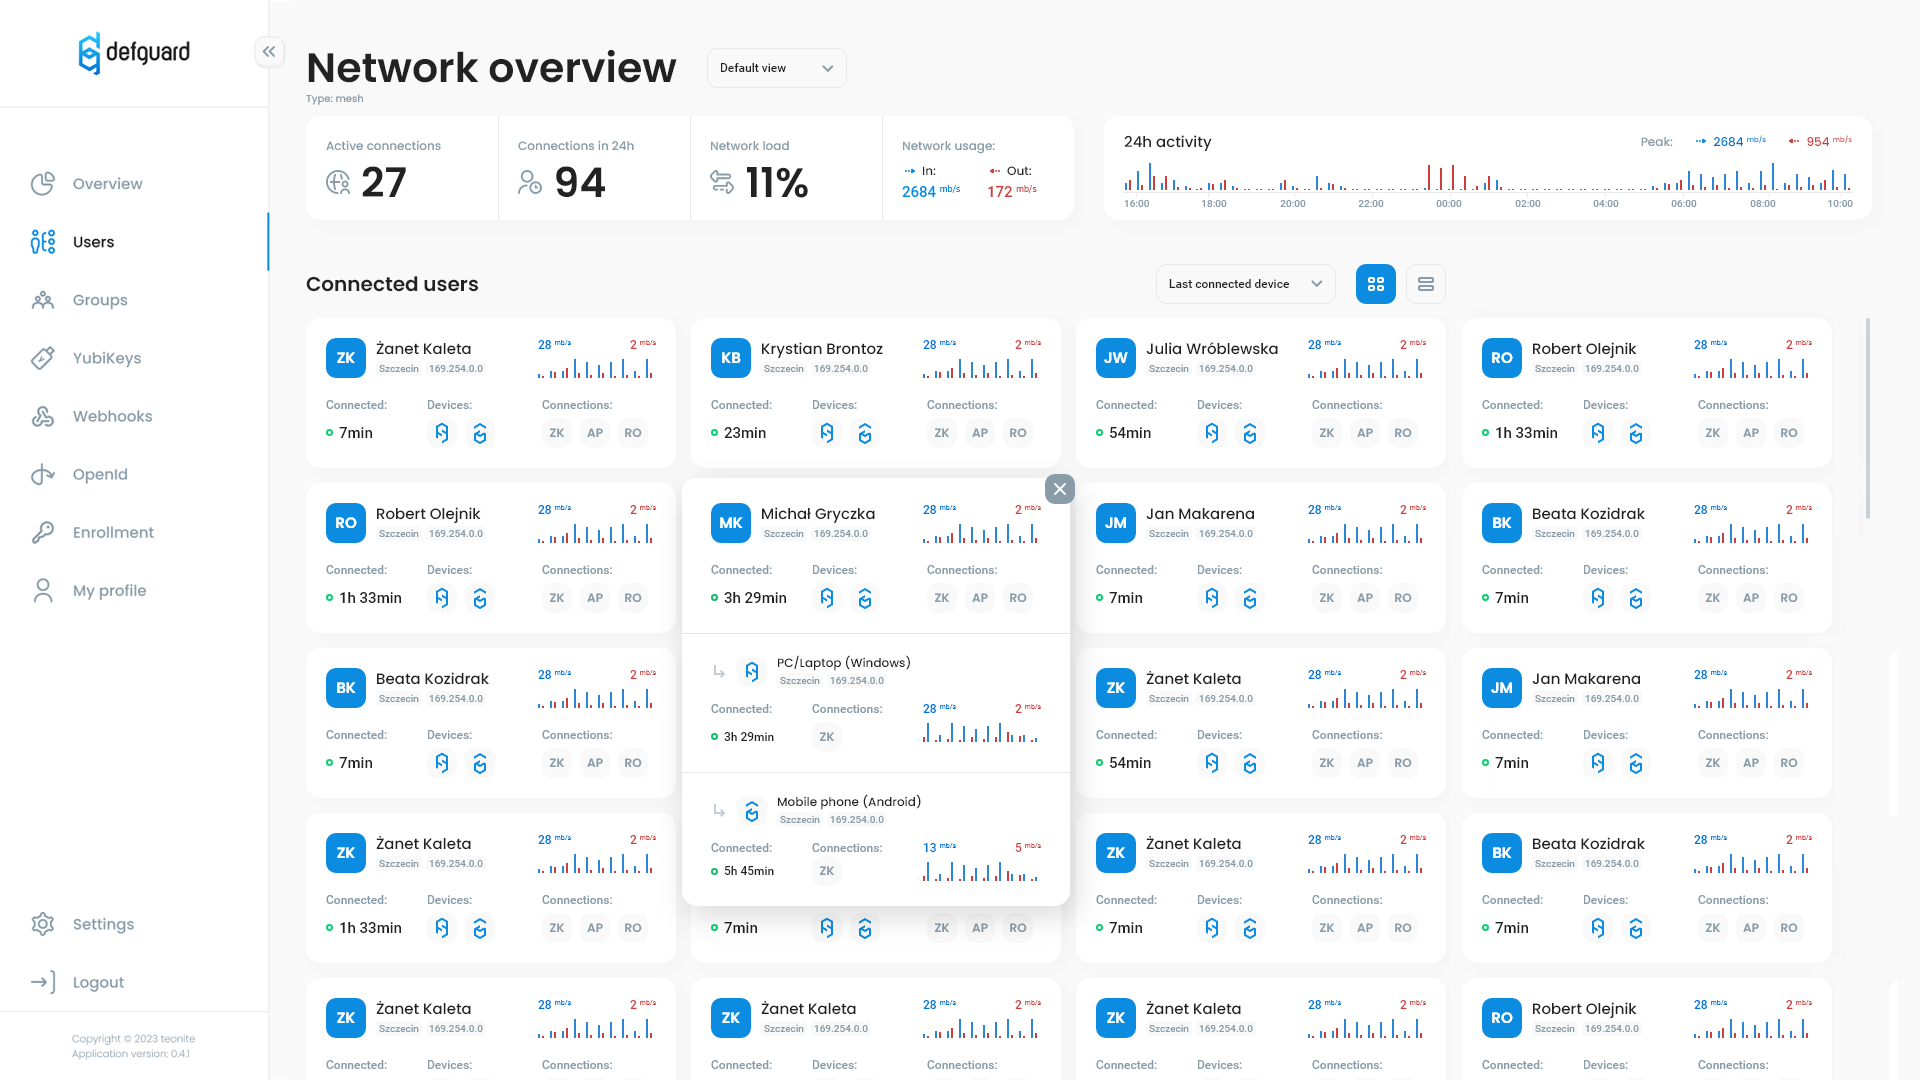 defguard
Overview
Users
Groups
YubiKeys
Webhooks
OpenId
Enrollment
My profile
Settings
Logout
Copyright © 2023 teonite
Application version: 0.4.1
Network overview
Default view
Type: mesh
Active connections
27
Connections in 24h
94
Network load
11%
Network usage:
In: Out:
2684 mb/s 172 mb/s
24h activity
Peak: 2684 mb/s 954 mb/s
16:00 18:00 20:00 22:00 00:00 02:00 04:00 06:00 08:00 10:00
Connected users
Last connected device
ZK Żanet Kaleta 28 mb/s 2 mb/s
Szczecin 169.254.0.0
Connected: Devices: Connections:
7min ZK AP RO
KB Krystian Brontoz 28 mb/s 2 mb/s
Szczecin 169.254.0.0
Connected: Devices: Connections:
23min ZK AP RO
JW Julia Wróblewska 28 mb/s 2 mb/s
Szczecin 169.254.0.0
Connected: Devices: Connections:
54min ZK AP RO
RO Robert Olejnik 28 mb/s 2 mb/s
Szczecin 169.254.0.0
Connected: Devices: Connections:
1h 33min ZK AP RO
RO Robert Olejnik 28 mb/s 2 mb/s
Szczecin 169.254.0.0
Connected: Devices: Connections:
1h 33min ZK AP RO
MK Michał Gryczka 28 mb/s 2 mb/s
Szczecin 169.254.0.0
Connected: Devices: Connections:
3h 29min ZK AP RO
PC/Laptop (Windows)
Szczecin 169.254.0.0
Connected: Connections: 28 mb/s 2 mb/s
3h 29min ZK
Mobile phone (Android)
Szczecin 169.254.0.0
Connected: Connections: 13 mb/s 5 mb/s
5h 45min ZK
JM Jan Makarena 28 mb/s 2 mb/s
Szczecin 169.254.0.0
Connected: Devices: Connections:
7min ZK AP RO
BK Beata Kozidrak 28 mb/s 2 mb/s
Szczecin 169.254.0.0
Connected: Devices: Connections:
7min ZK AP RO
BK Beata Kozidrak 28 mb/s 2 mb/s
Szczecin 169.254.0.0
Connected: Devices: Connections:
7min ZK AP RO
ZK Żanet Kaleta 28 mb/s 2 mb/s
Szczecin 169.254.0.0
Connected: Devices: Connections:
54min ZK AP RO
JM Jan Makarena 28 mb/s 2 mb/s
Szczecin 169.254.0.0
Connected: Devices: Connections:
7min ZK AP RO
ZK Żanet Kaleta 28 mb/s 2 mb/s
Szczecin 169.254.0.0
Connected: Devices: Connections:
1h 33min ZK AP RO
7min ZK AP RO
ZK Żanet Kaleta 28 mb/s 2 mb/s
Szczecin 169.254.0.0
Connected: Devices: Connections:
7min ZK AP RO
BK Beata Kozidrak 28 mb/s 2 mb/s
Szczecin 169.254.0.0
Connected: Devices: Connections:
7min ZK AP RO
ZK Żanet Kaleta 28 mb/s 2 mb/s
Szczecin 169.254.0.0
Connected: Devices: Connections:
ZK Żanet Kaleta 28 mb/s 2 mb/s
Szczecin 169.254.0.0
Connected: Devices: Connections:
ZK Żanet Kaleta 28 mb/s 2 mb/s
Szczecin 169.254.0.0
Connected: Devices: Connections:
RO Robert Olejnik 28 mb/s 2 mb/s
Szczecin 169.254.0.0
Connected: Devices: Connections: